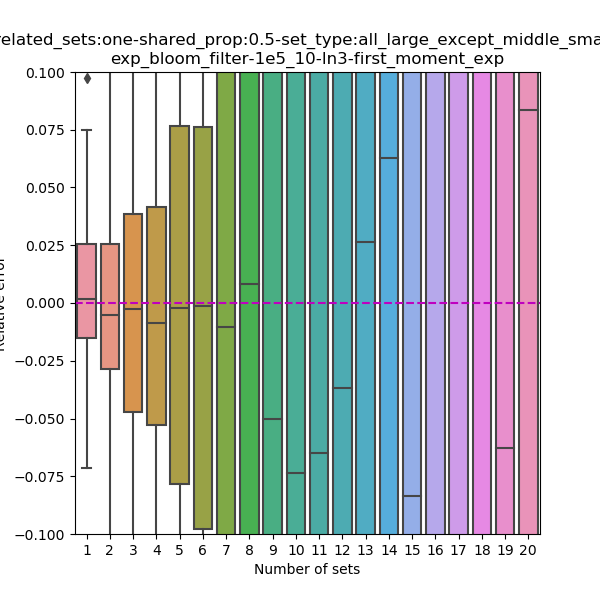 related_sets:one-shared_prop:0.5-set_type:all_large_except_middle_sma
exp_bloom_filter-1e5_10-ln3-first_moment_exp
0.100
0.075
0.050
0.025
0.000
−0.025
−0.050
−0.075
−0.100
Relative error
1 2 3 4 5 6 7 8 9 10 11 12 13 14 15 16 17 18 19 20
Number of sets